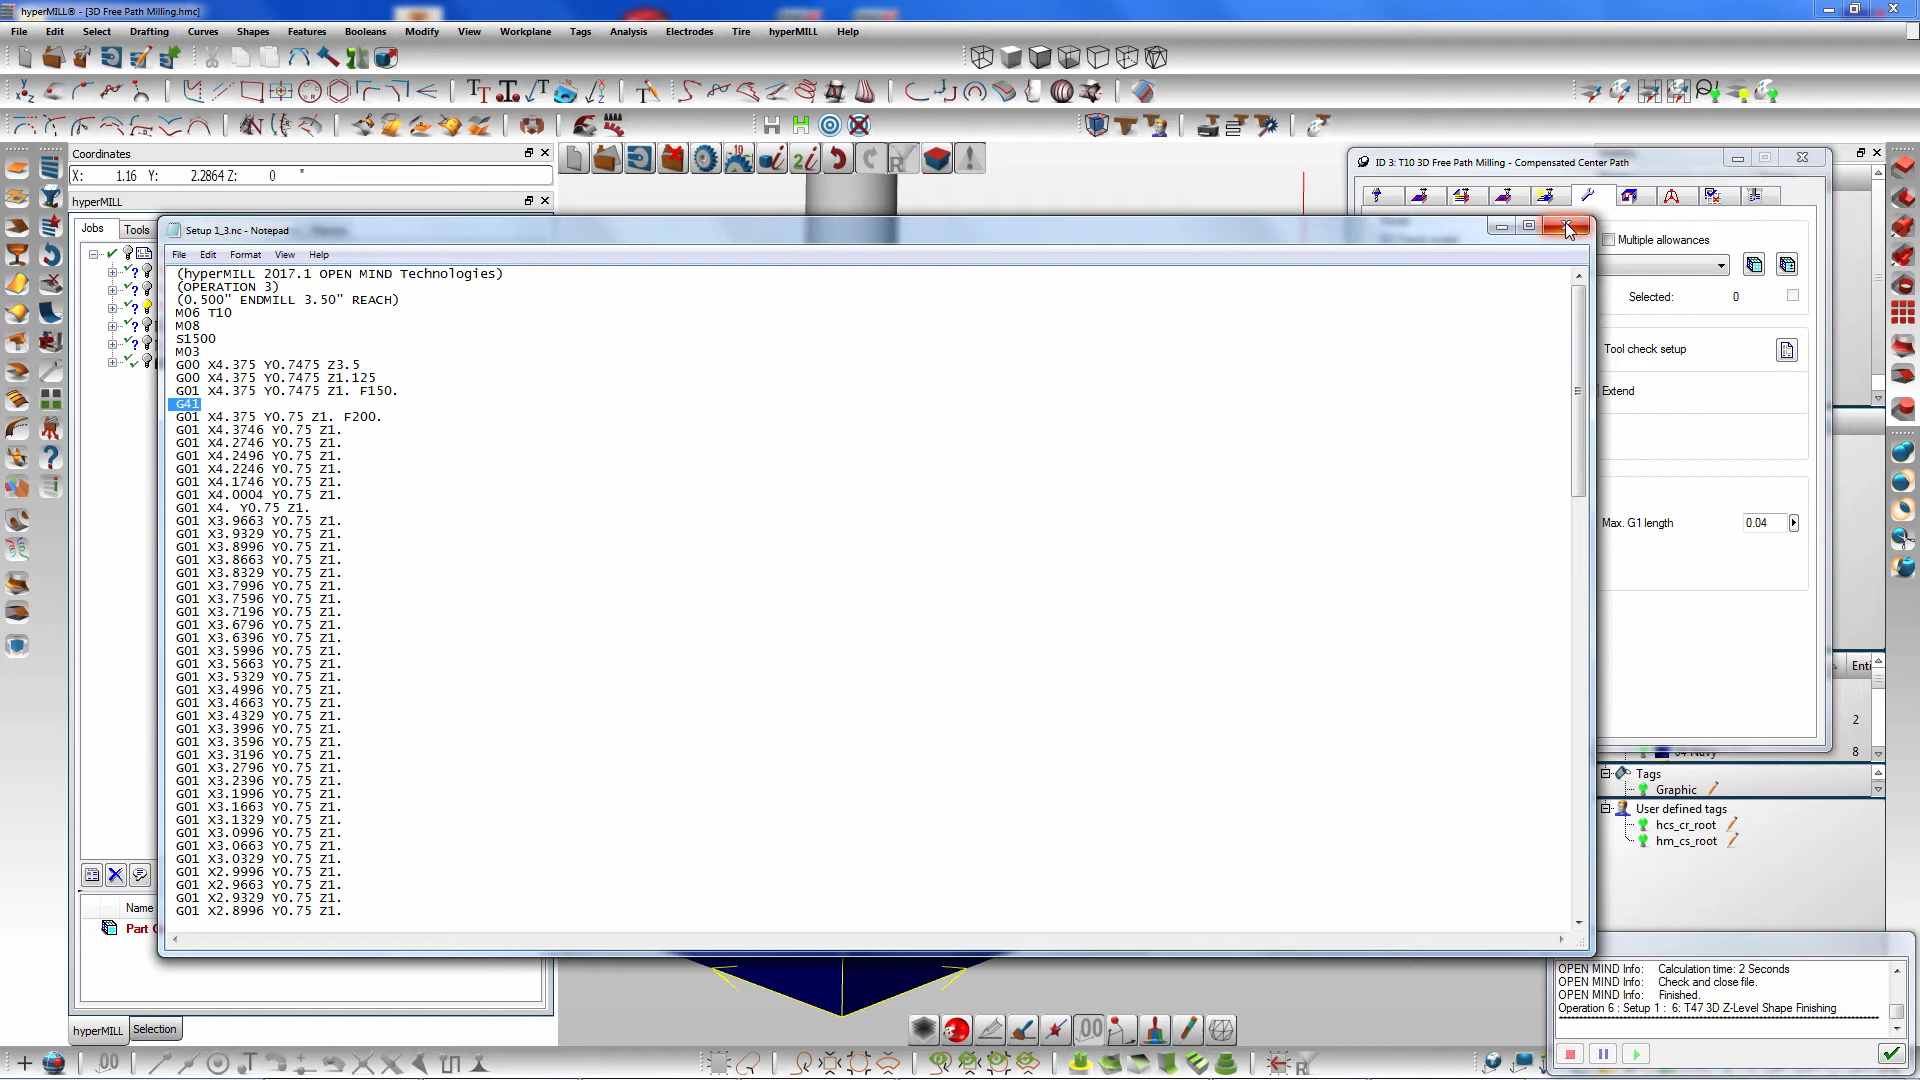 hyperMILL® - [3D Free Path Milling.hmc]
File Edit Select Drafting Curves Shapes Features Booleans Modify View Workplane Tags Analysis Electrodes Tire hyperMILL Help
Coordinates
X: 1.16 Y: 2.2864 Z: 0 "
hyperMILL
Jobs Tools
ID 3: T10 3D Free Path Milling - Compensated Center Path
Setup 1_3.nc - Notepad
File Edit Format View Help
(hyperMILL 2017.1 OPEN MIND Technologies)
(OPERATION 3)
(0.500" ENDMILL 3.50" REACH)
M06 T10
M08
S1500
M03
G00 X4.375 Y0.7475 Z3.5
G00 X4.375 Y0.7475 Z1.125
G01 X4.375 Y0.7475 Z1. F150.
G41
G01 X4.375 Y0.75 Z1. F200.
G01 X4.3746 Y0.75 Z1.
G01 X4.2746 Y0.75 Z1.
G01 X4.2496 Y0.75 Z1.
G01 X4.2246 Y0.75 Z1.
G01 X4.1746 Y0.75 Z1.
G01 X4.0004 Y0.75 Z1.
G01 X4. Y0.75 Z1.
G01 X3.9663 Y0.75 Z1.
G01 X3.9329 Y0.75 Z1.
G01 X3.8996 Y0.75 Z1.
G01 X3.8663 Y0.75 Z1.
G01 X3.8329 Y0.75 Z1.
G01 X3.7996 Y0.75 Z1.
G01 X3.7596 Y0.75 Z1.
G01 X3.7196 Y0.75 Z1.
G01 X3.6796 Y0.75 Z1.
G01 X3.6396 Y0.75 Z1.
G01 X3.5996 Y0.75 Z1.
G01 X3.5663 Y0.75 Z1.
G01 X3.5329 Y0.75 Z1.
G01 X3.4996 Y0.75 Z1.
G01 X3.4663 Y0.75 Z1.
G01 X3.4329 Y0.75 Z1.
G01 X3.3996 Y0.75 Z1.
G01 X3.3596 Y0.75 Z1.
G01 X3.3196 Y0.75 Z1.
G01 X3.2796 Y0.75 Z1.
G01 X3.2396 Y0.75 Z1.
G01 X3.1996 Y0.75 Z1.
G01 X3.1663 Y0.75 Z1.
G01 X3.1329 Y0.75 Z1.
G01 X3.0996 Y0.75 Z1.
G01 X3.0663 Y0.75 Z1.
G01 X3.0329 Y0.75 Z1.
G01 X2.9996 Y0.75 Z1.
G01 X2.9663 Y0.75 Z1.
G01 X2.9329 Y0.75 Z1.
G01 X2.8996 Y0.75 Z1.
Multiple allowances
Selected: 0
Tool check setup
Extend
Max. G1 length 0.04
Enti
2
8
Tags
Graphic
User defined tags
hcs_cr_root
hm_cs_root
Name
Part
hyperMILL Selection
OPEN MIND Info: Calculation time: 2 Seconds
OPEN MIND Info: Check and close file.
OPEN MIND Info: Finished.
Operation 6 : Setup 1 : 6: T47 3D Z-Level Shape Finishing